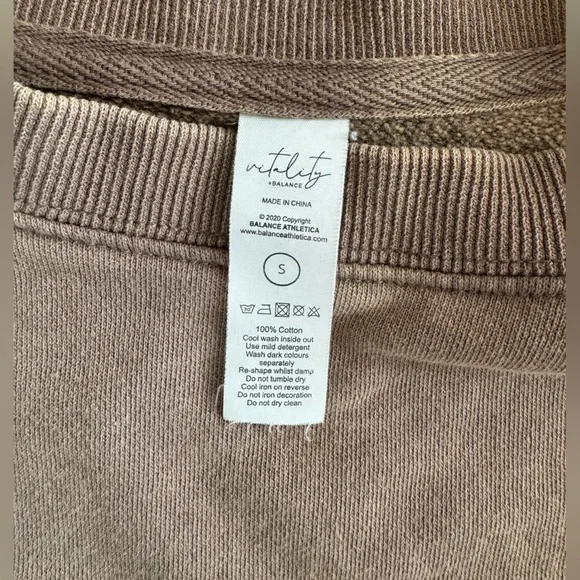 vitality
+BALANCE
MADE IN CHINA
© 2020 Copyright
BALANCE ATHLETICA
www.balanceathletica.com
S
30
100% Cotton
Cool wash inside out
Use mild detergent
Wash dark colours
separately
Re-shape whilst damp
Do not tumble dry
Cool iron on reverse
Do not iron decoration
Do not dry clean